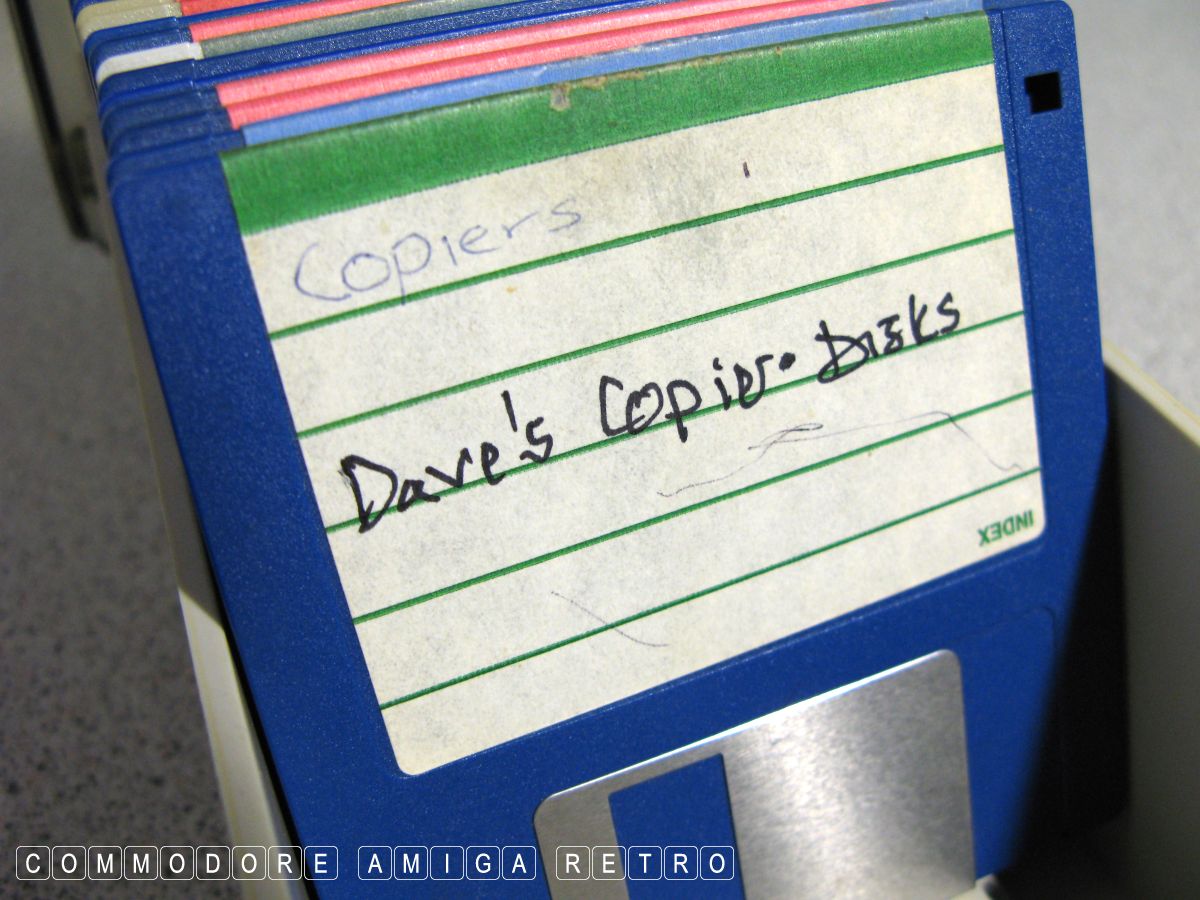 Copiers
Dave's Copier Disks
INDEX
COMMODORE AMIGA RETRO